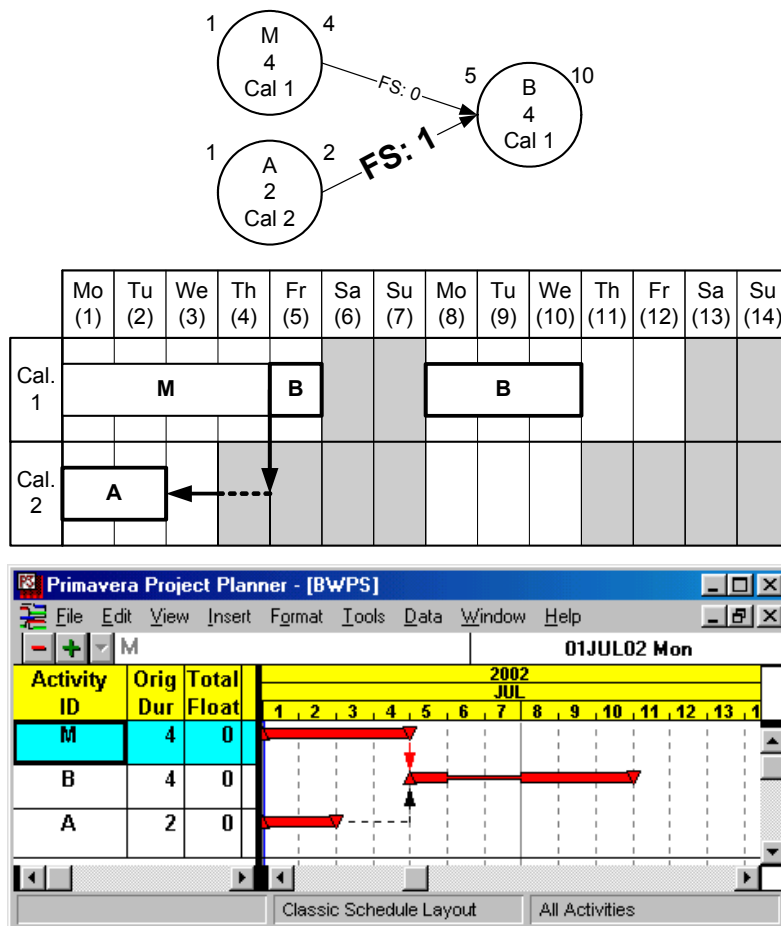 1 M 4
4
Cal 1
FS: 0
5 B 10
4
Cal 1
1 A 2
2
Cal 2
FS: 1
Mo Tu We Th Fr Sa Su Mo Tu We Th Fr Sa Su
(1) (2) (3) (4) (5) (6) (7) (8) (9) (10) (11) (12) (13) (14)
Cal.
1
M B B
Cal.
2
A
Primavera Project Planner - [BWPS]
File Edit View Insert Format Tools Data Window Help
M 01JUL02 Mon
Activity Orig Total 2002
JUL
ID Dur Float 1 2 3 4 5 6 7 8 9 10 11 12 13 1
M 4 0
B 4 0
A 2 0
Classic Schedule Layout All Activities